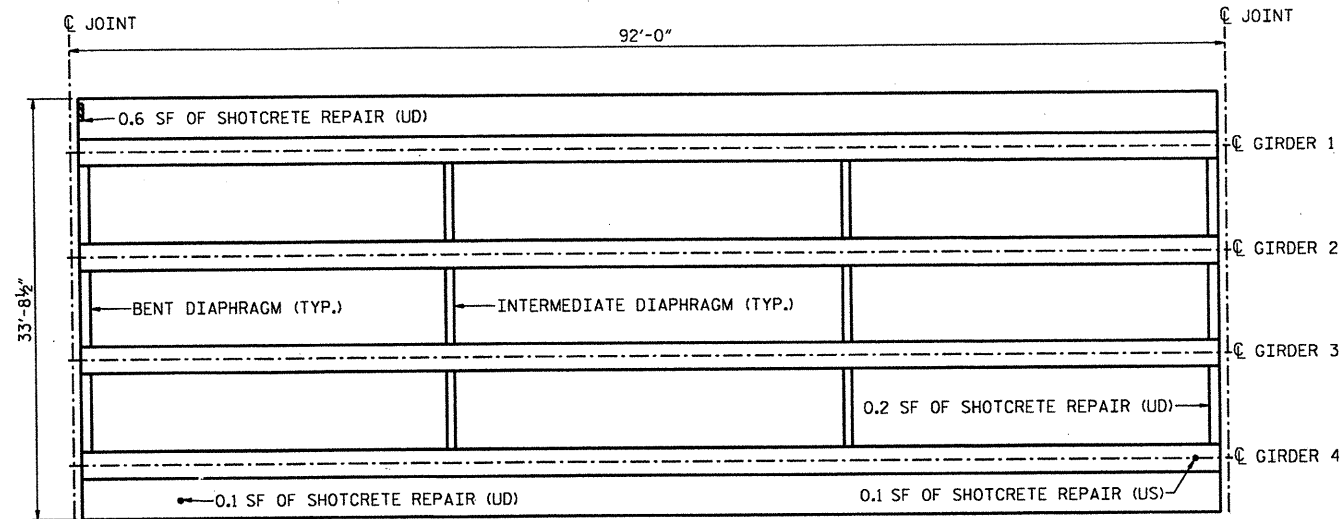 ℄ JOINT
℄ JOINT
92'-0"
0.6 SF OF SHOTCRETE REPAIR (UD)
℄ GIRDER 1
℄ GIRDER 2
33'-8½"
BENT DIAPHRAGM (TYP.)
INTERMEDIATE DIAPHRAGM (TYP.)
℄ GIRDER 3
0.2 SF OF SHOTCRETE REPAIR (UD)
℄ GIRDER 4
0.1 SF OF SHOTCRETE REPAIR (UD)
0.1 SF OF SHOTCRETE REPAIR (US)